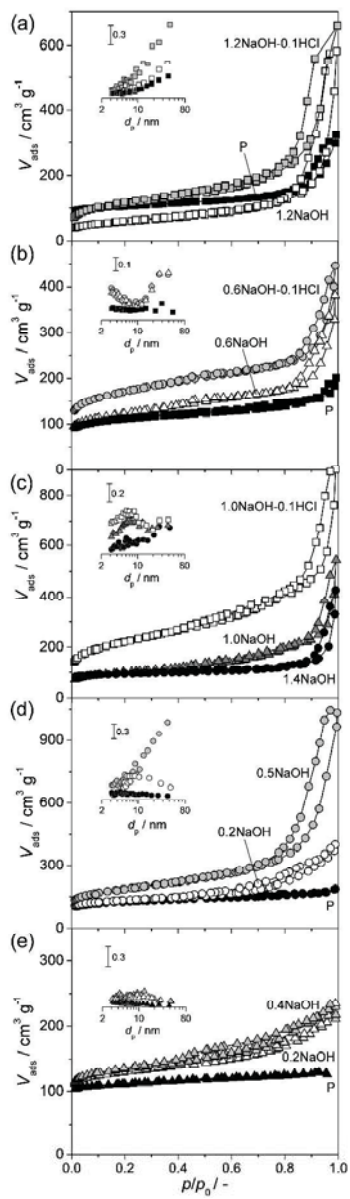 (a)
600
400
200
0
V_ads / cm³ g⁻¹
0.3
2 10 80
d_p / nm
1.2NaOH-0.1HCl
P
1.2NaOH
(b)
400
300
200
100
V_ads / cm³ g⁻¹
0.1
2 10 80
d_p / nm
0.6NaOH-0.1HCl
0.6NaOH
P
0
(c)
800
600
400
200
V_ads / cm³ g⁻¹
0.2
2 10 80
d_p / nm
1.0NaOH-0.1HCl
1.0NaOH
1.4NaOH
0
(d)
900
600
300
V_ads / cm³ g⁻¹
0.3
2 10 80
d_p / nm
0.5NaOH
0.2NaOH
P
0
(e)
300
200
100
0
V_ads / cm³ g⁻¹
0.3
2 10 80
d_p / nm
0.4NaOH
0.2NaOH
P
0.0 0.2 0.4 0.6 0.8 1.0
p/p₀ / -